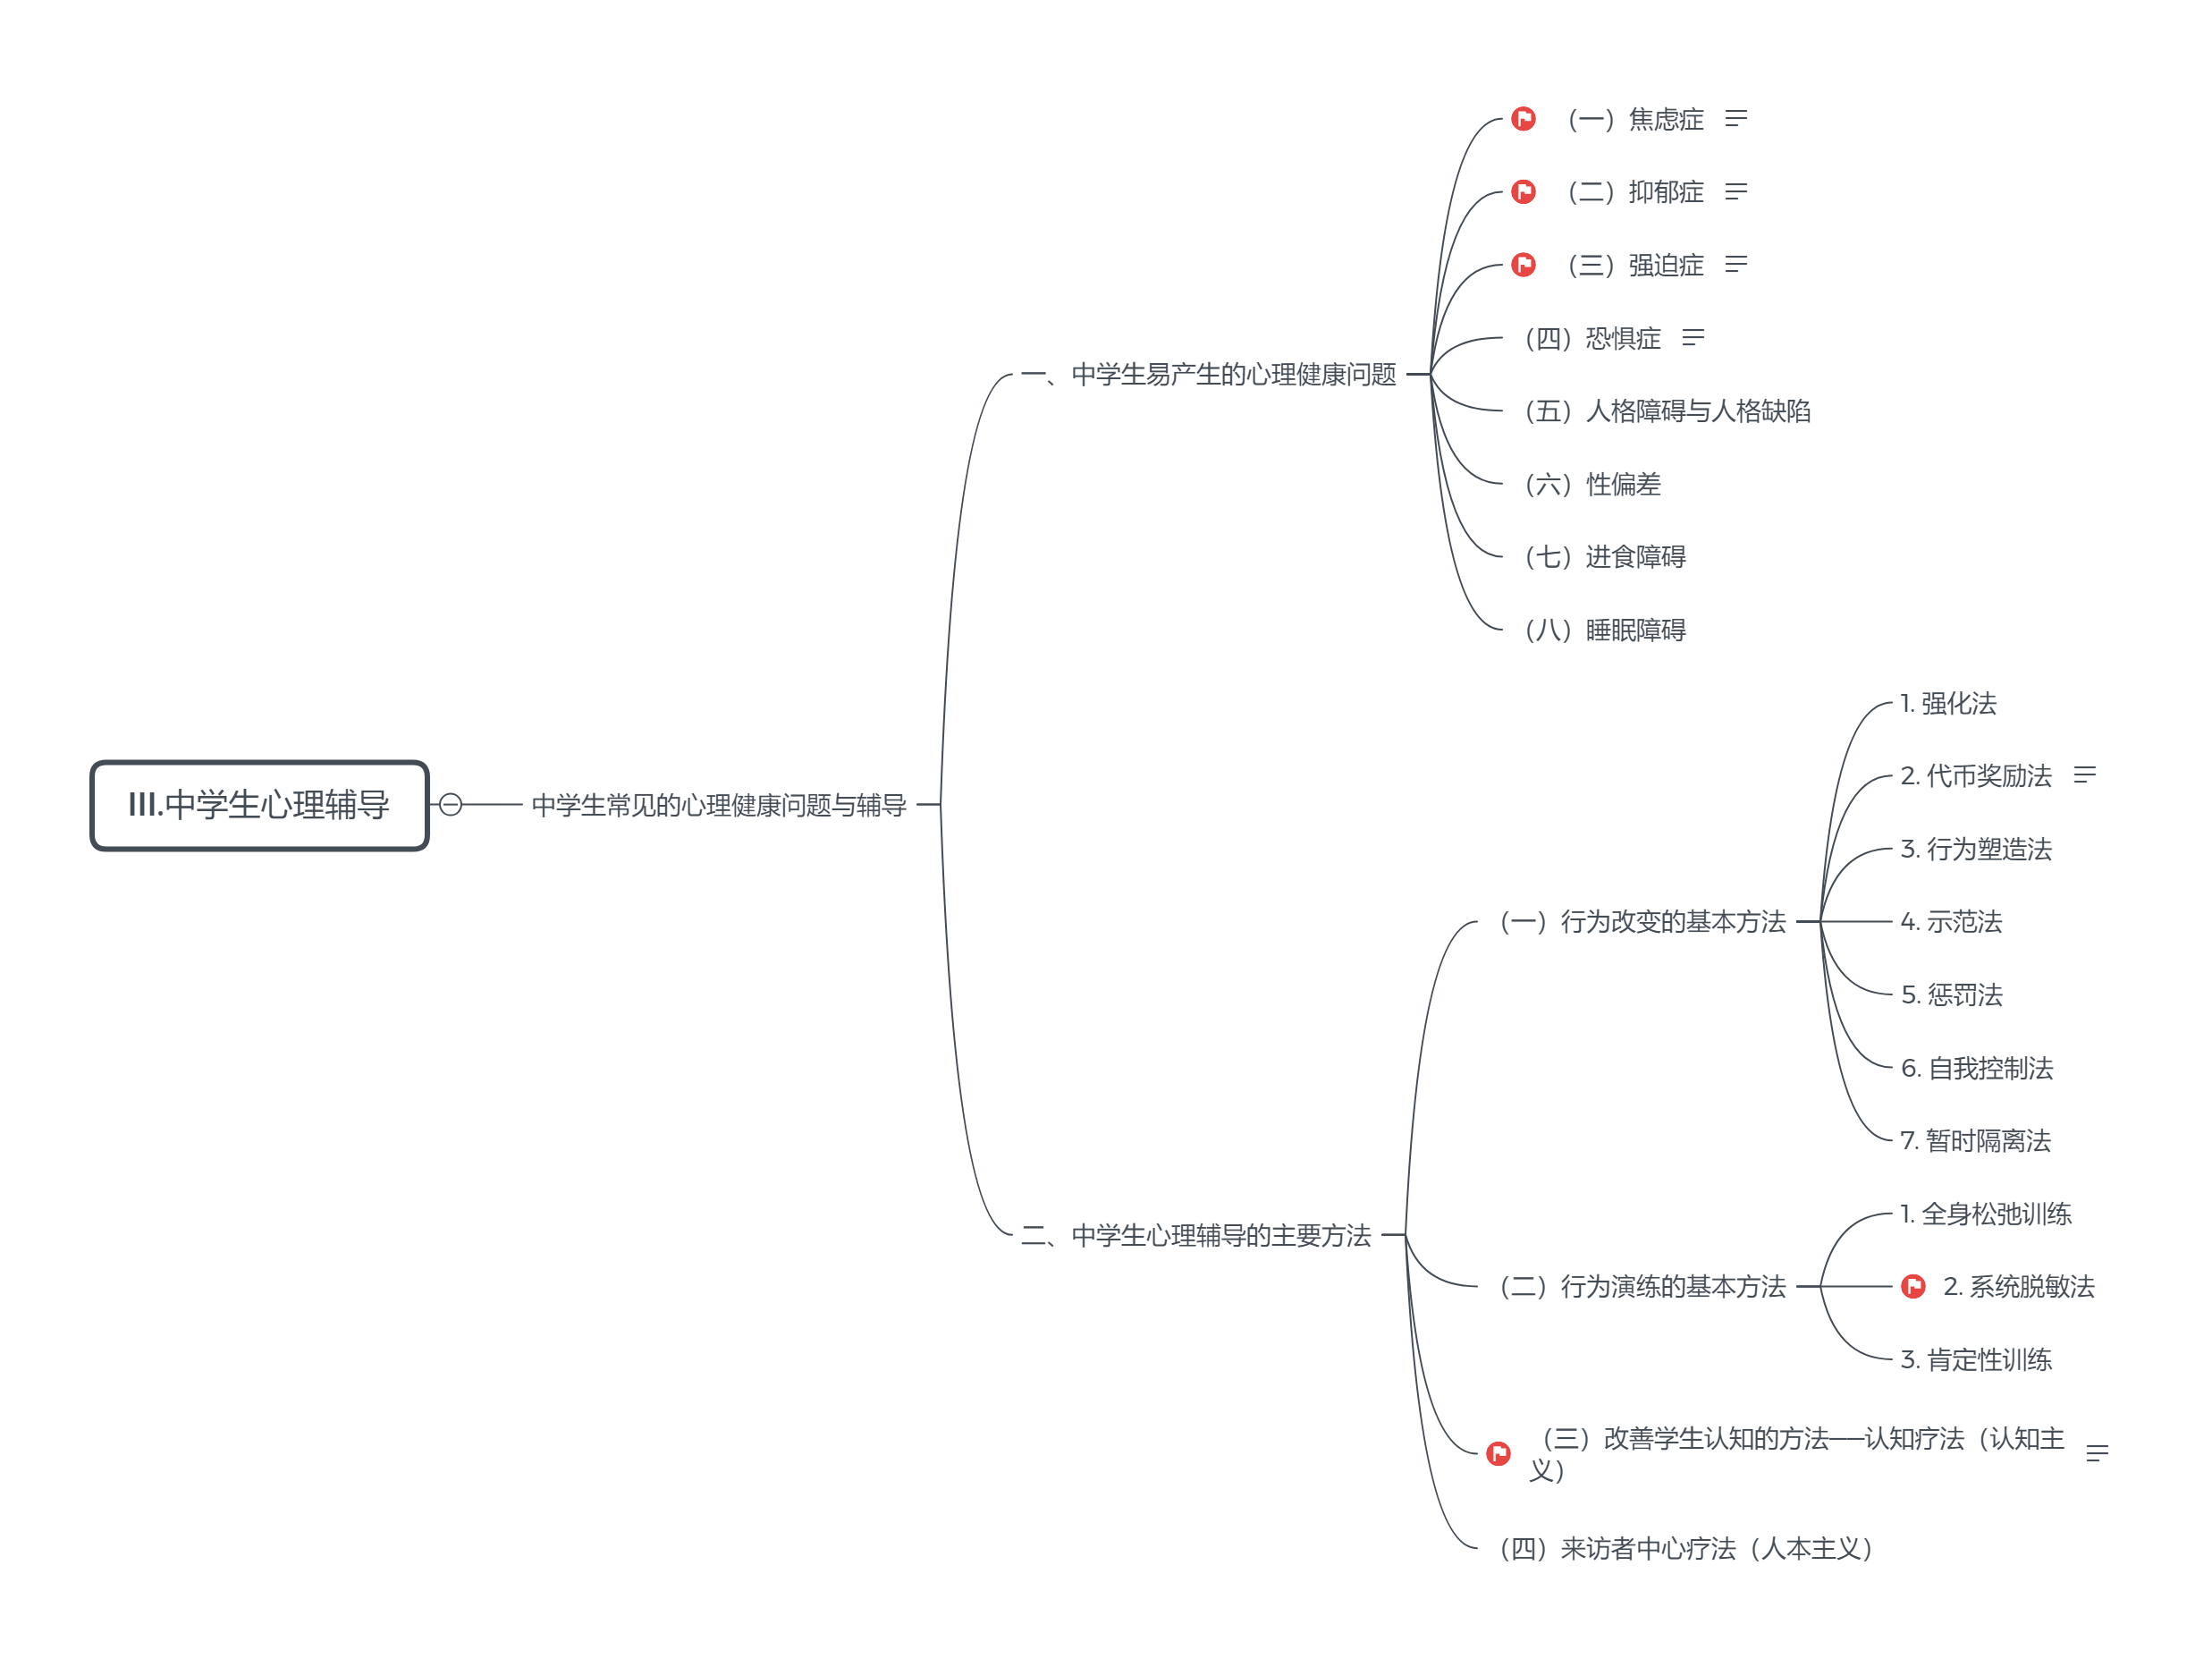 III.中学生心理辅导
中学生常见的心理健康问题与辅导
一、中学生易产生的心理健康问题
（一）焦虑症
（二）抑郁症
（三）强迫症
（四）恐惧症
（五）人格障碍与人格缺陷
（六）性偏差
（七）进食障碍
（八）睡眠障碍
二、中学生心理辅导的主要方法
（一）行为改变的基本方法
1. 强化法
2. 代币奖励法
3. 行为塑造法
4. 示范法
5. 惩罚法
6. 自我控制法
7. 暂时隔离法
（二）行为演练的基本方法
1. 全身松弛训练
2. 系统脱敏法
3. 肯定性训练
（三）改善学生认知的方法——认知疗法（认知主
义）
（四）来访者中心疗法（人本主义）